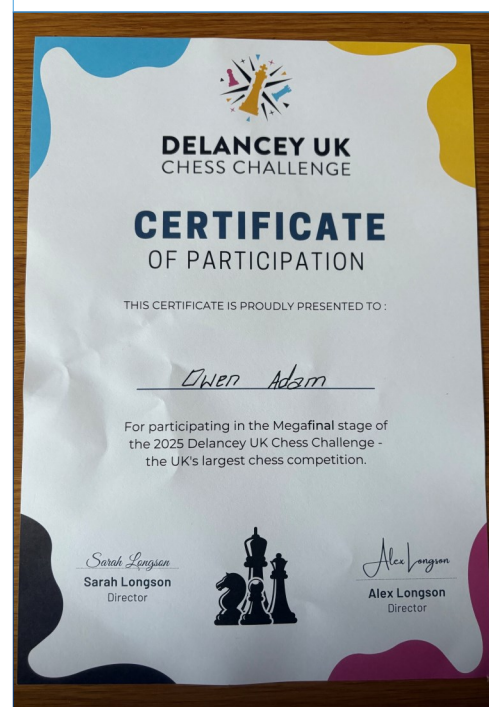 DELANCEY UK
CHESS CHALLENGE
CERTIFICATE
OF PARTICIPATION
THIS CERTIFICATE IS PROUDLY PRESENTED TO :
Owen Adam
For participating in the Megafinal stage of
the 2025 Delancey UK Chess Challenge -
the UK's largest chess competition.
Sarah Longson
Sarah Longson
Director
Alex Longson
Alex Longson
Director